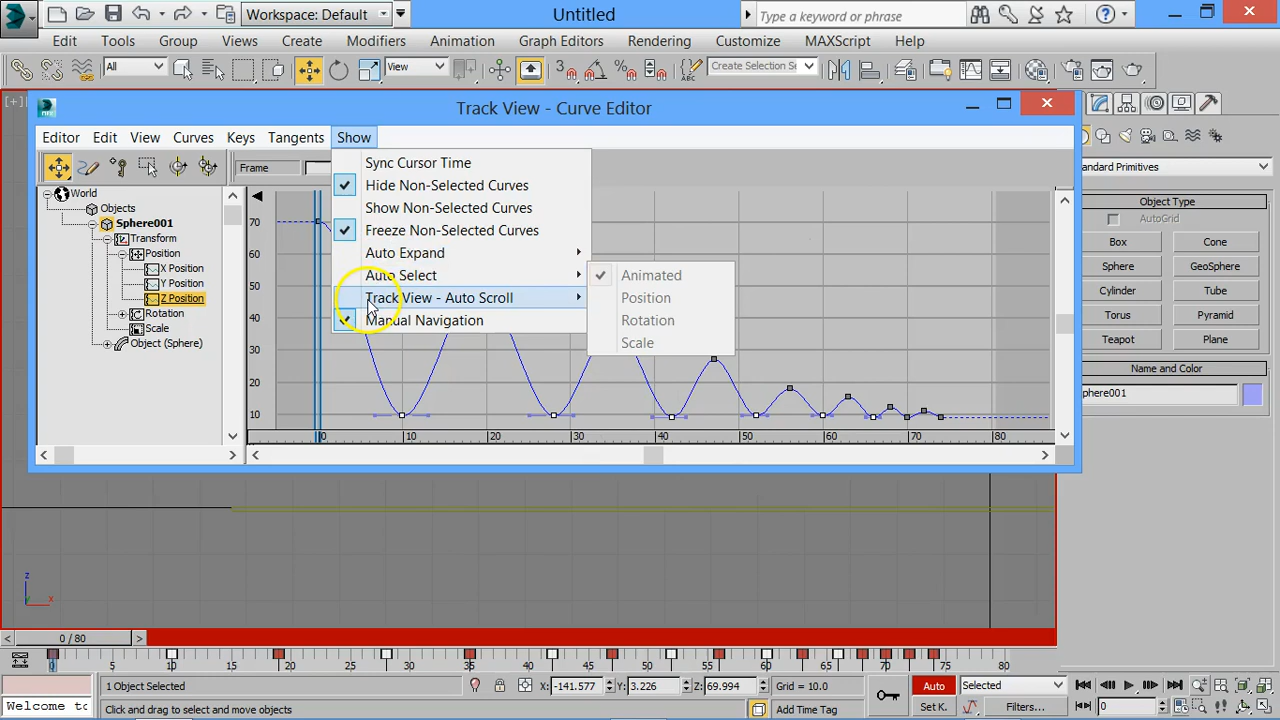 Workspace: Default
Untitled
Type a keyword or phrase
Edit Tools Group Views Create Modifiers Animation Graph Editors Rendering Customize MAXScript Help
All
View
Create Selection Se
[+]
Track View - Curve Editor
Editor Edit View Curves Keys Tangents Show
Frame
Sync Cursor Time
Hide Non-Selected Curves
Show Non-Selected Curves
Freeze Non-Selected Curves
Auto Expand
Auto Select
Track View - Auto Scroll
Manual Navigation
Animated
Position
Rotation
Scale
World
Objects
Sphere001
Transform
Position
X Position
Y Position
Z Position
Rotation
Scale
Object (Sphere)
70
60
50
40
30
20
10
0 10 20 30 40 50 60 70 80
andard Primitives
Object Type
AutoGrid
Box Cone
Sphere GeoSphere
Cylinder Tube
Torus Pyramid
Teapot Plane
Name and Color
phere001
z
x
0 / 80
0 5 10 15 20 25 30 35 40 45 50 55 60 65 70 75 80
1 Object Selected
X: -141.577 Y: 3.226 Z: 69.994 Grid = 10.0
Auto Selected
Welcome to
Click and drag to select and move objects
Add Time Tag
Set K. Filters... 0